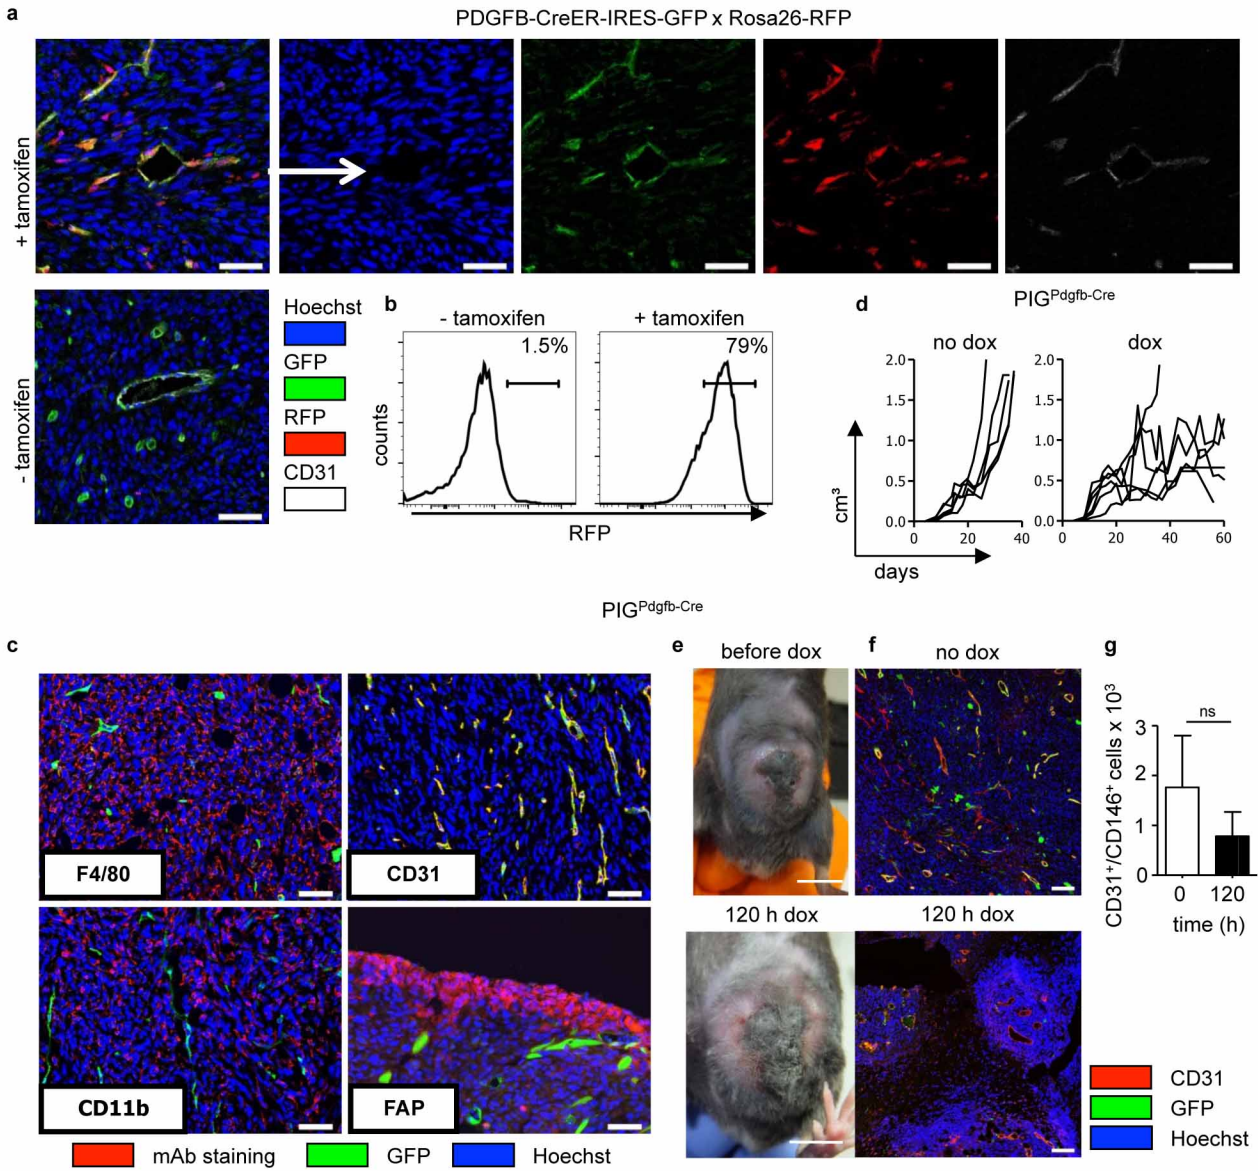 a
PDGFB-CreER-IRES-GFP x Rosa26-RFP
+ tamoxifen
- tamoxifen
Hoechst
GFP
RFP
CD31
b
- tamoxifen
+ tamoxifen
1.5%
79%
counts
RFP
d
PIG^Pdgfb-Cre
no dox
dox
2.0
1.5
1.0
0.5
0.0
0 20 40
2.0
1.5
1.0
0.5
0.0
0 20 40 60
cm³
days
PIG^Pdgfb-Cre
c
F4/80
CD31
CD11b
FAP
mAb staining
GFP
Hoechst
e
before dox
120 h dox
f
no dox
120 h dox
CD31
GFP
Hoechst
g
ns
CD31⁺/CD146⁺ cells x 10³
3
2
1
0
0 120
time (h)